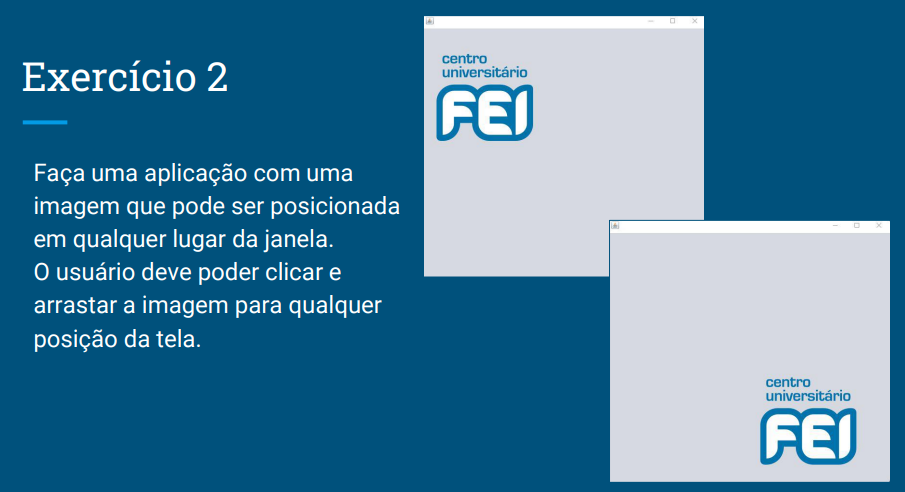 Exercício 2
Faça uma aplicação com uma
imagem que pode ser posicionada
em qualquer lugar da janela.
O usuário deve poder clicar e
arrastar a imagem para qualquer
posição da tela.
centro
universitário
FEI
centro
universitário
FEI